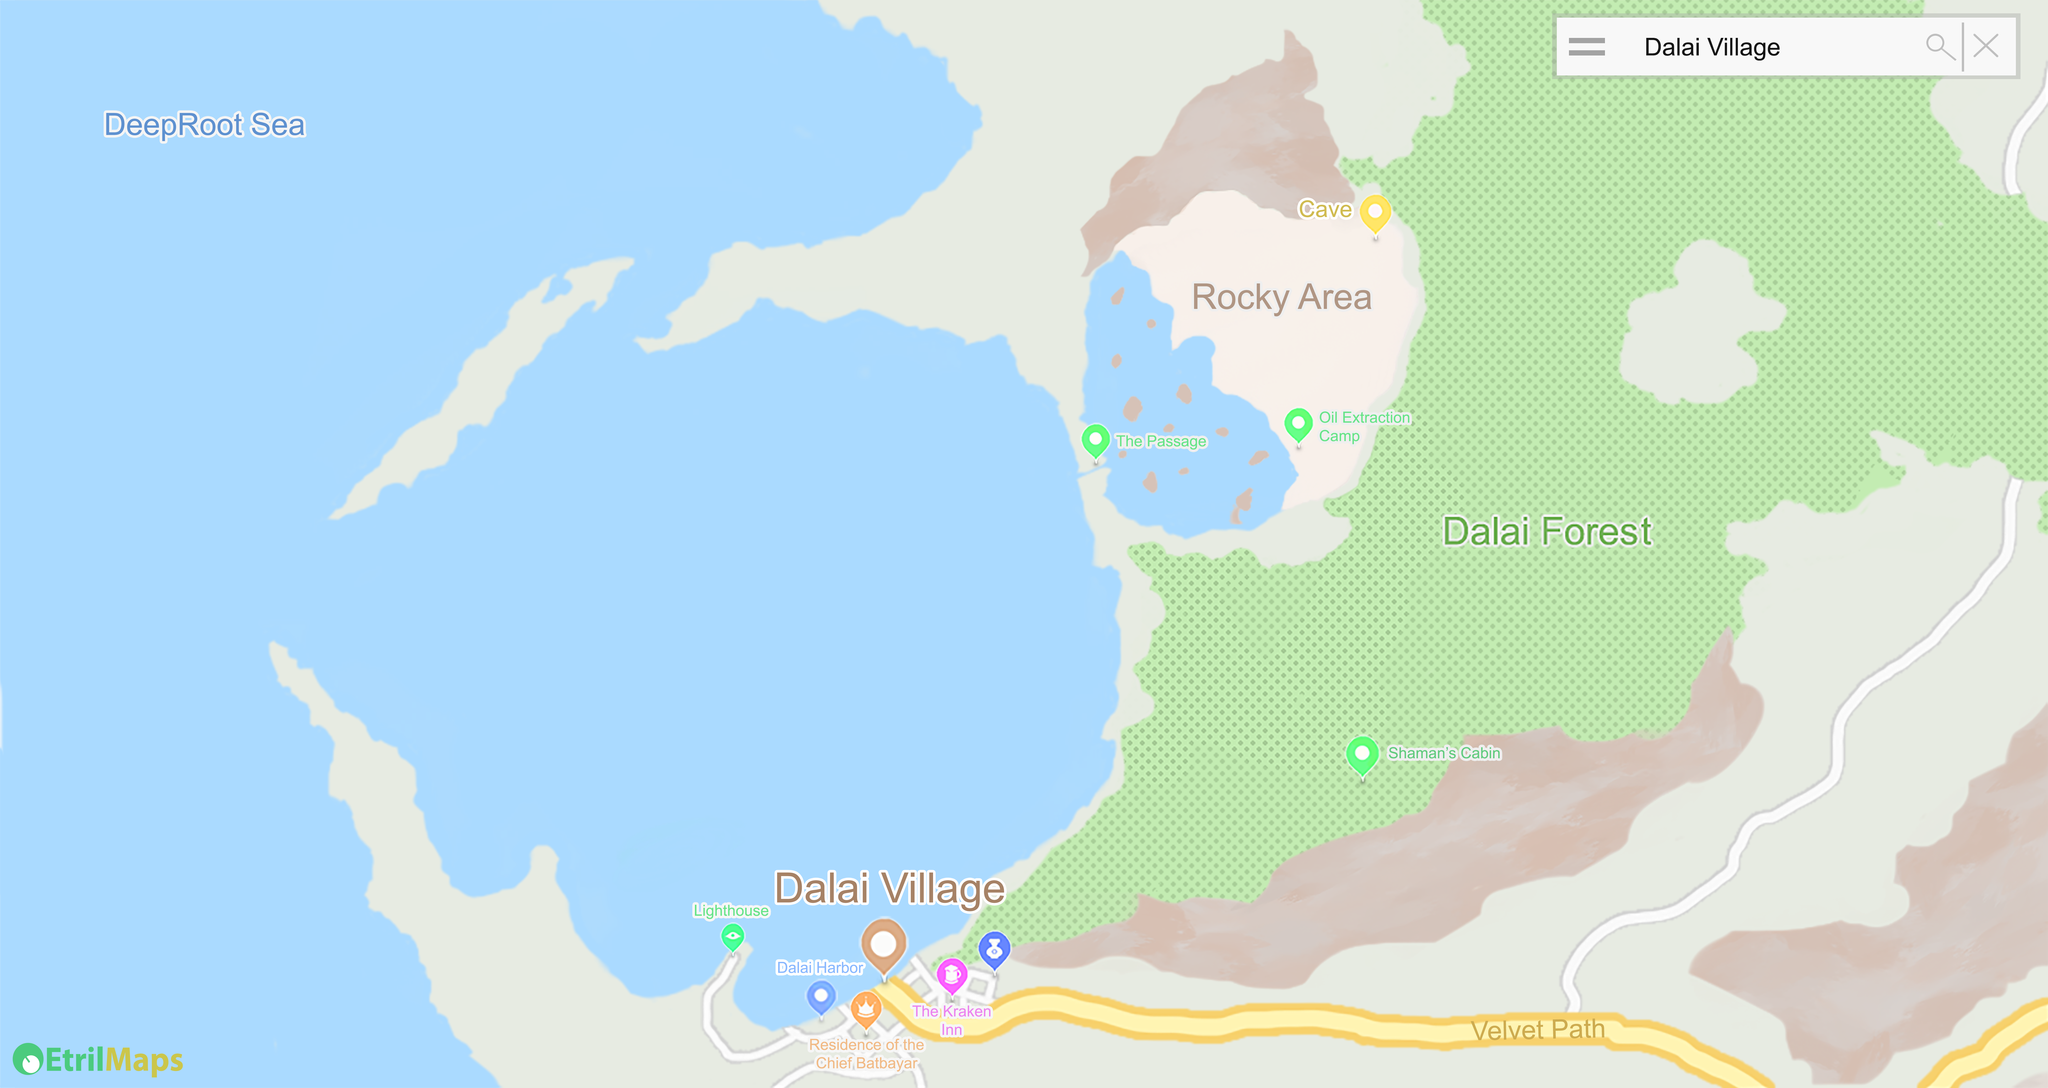 Dalai Village
DeepRoot Sea
Cave
Rocky Area
Oil Extraction
Camp
The Passage
Dalai Forest
Shaman's Cabin
Dalai Village
Lighthouse
Dalai Harbor
The Kraken
Inn
Velvet Path
Residence of the
Chief Batbayar
EtrilMaps